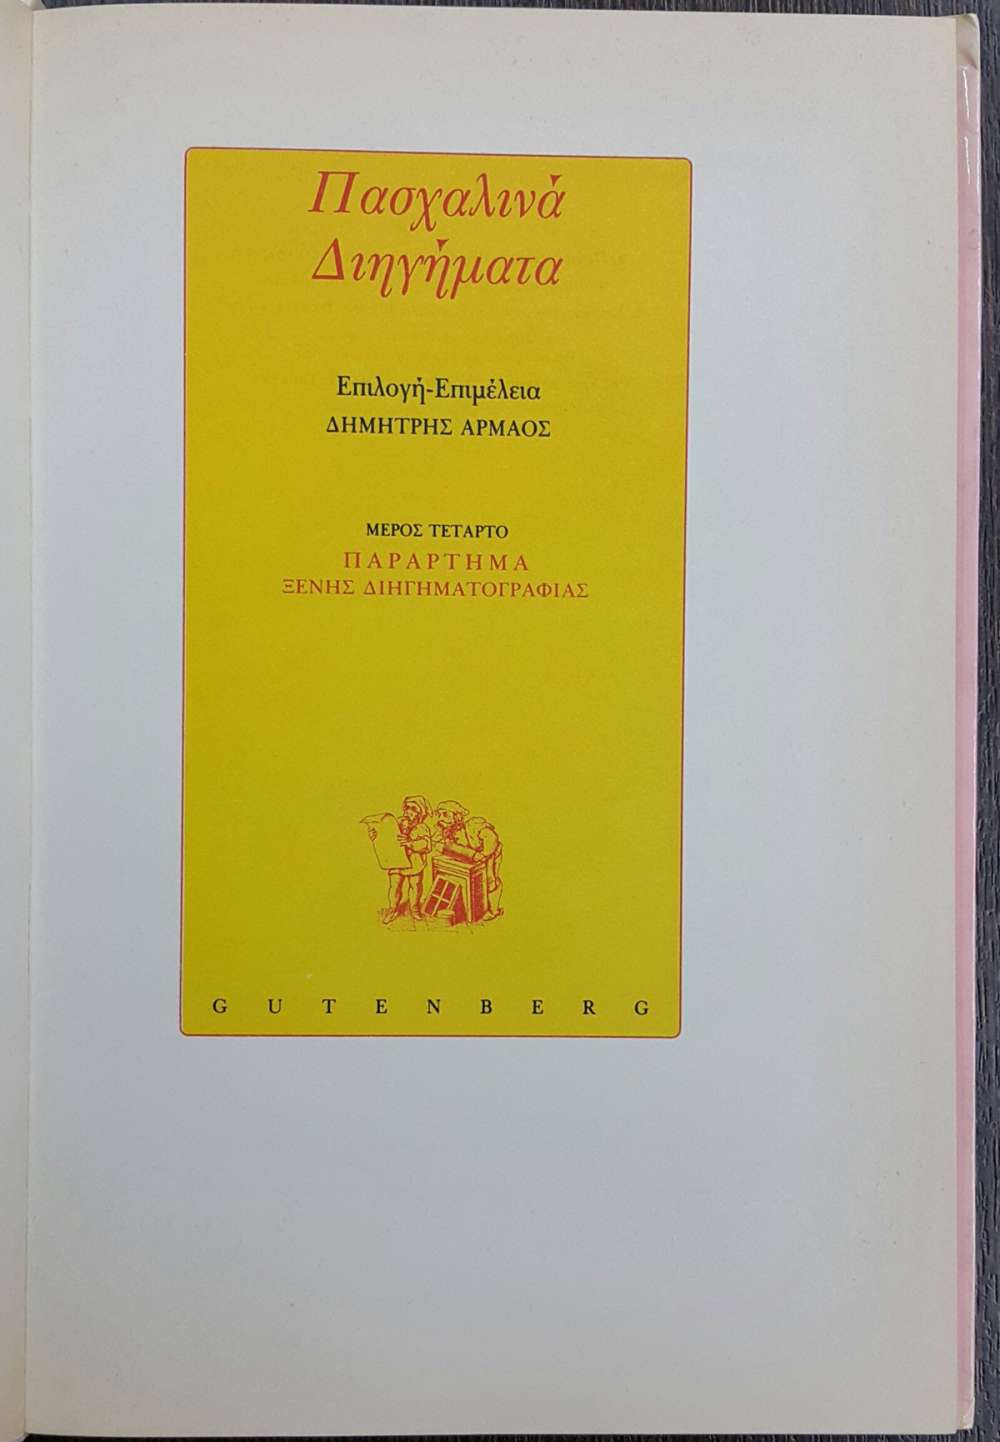 Πασχαλινά
Διηγήματα
Επιλογή-Επιμέλεια
ΔΗΜΗΤΡΗΣ ΑΡΜΑΟΣ
ΜΕΡΟΣ ΤΕΤΑΡΤΟ
ΠΑΡΑΡΤΗΜΑ
ΞΕΝΗΣ ΔΙΗΓΗΜΑΤΟΓΡΑΦΙΑΣ
GUTENBERG